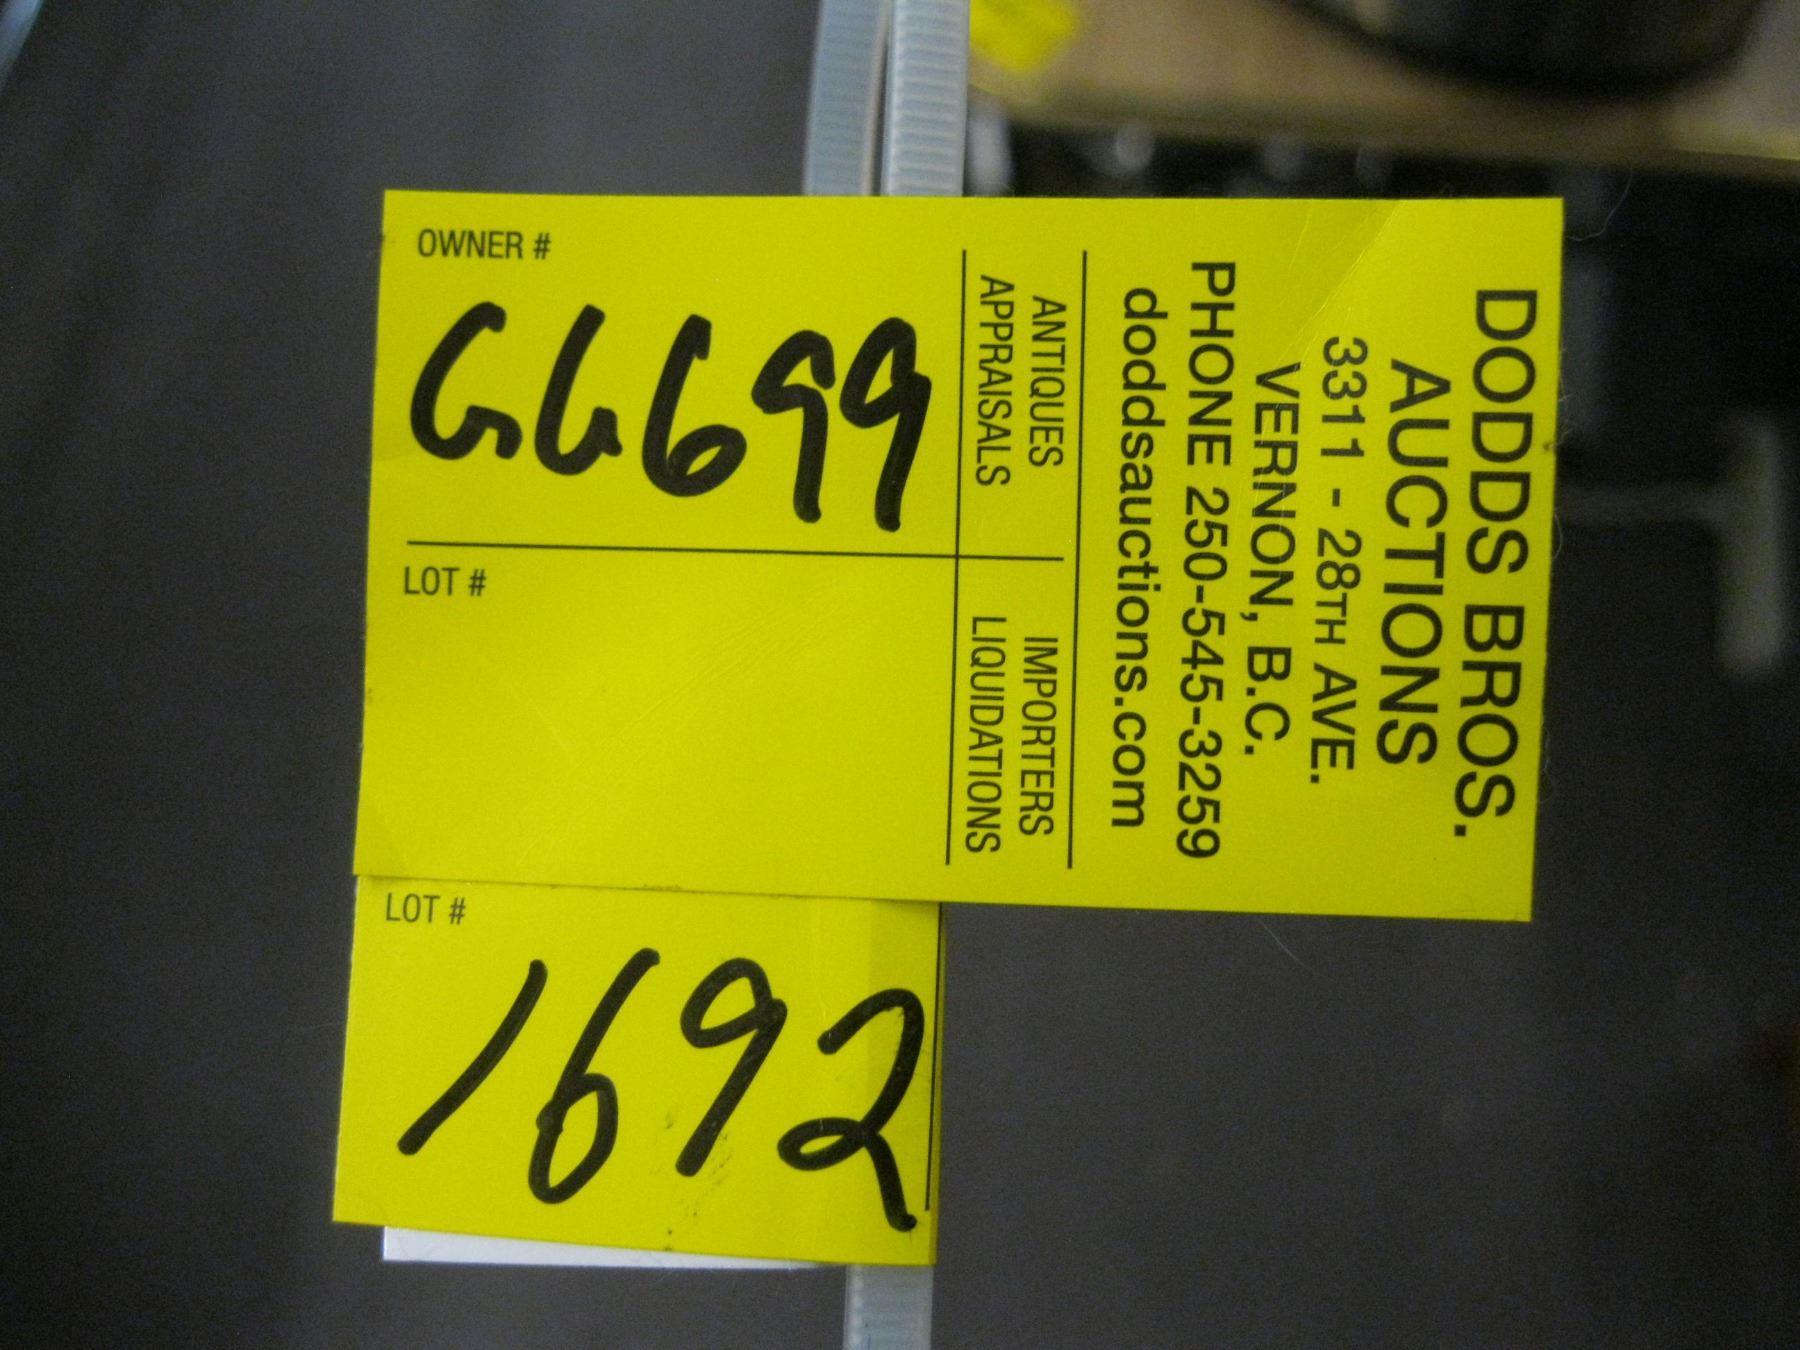 DODDS BROS.
AUCTIONS
3311 - 28TH AVE.
VERNON, B.C.
PHONE 250-545-3259
doddsauctions.com
ANTIQUES
APPRAISALS
IMPORTERS
LIQUIDATIONS
OWNER #
GG699
LOT #
LOT #
1692